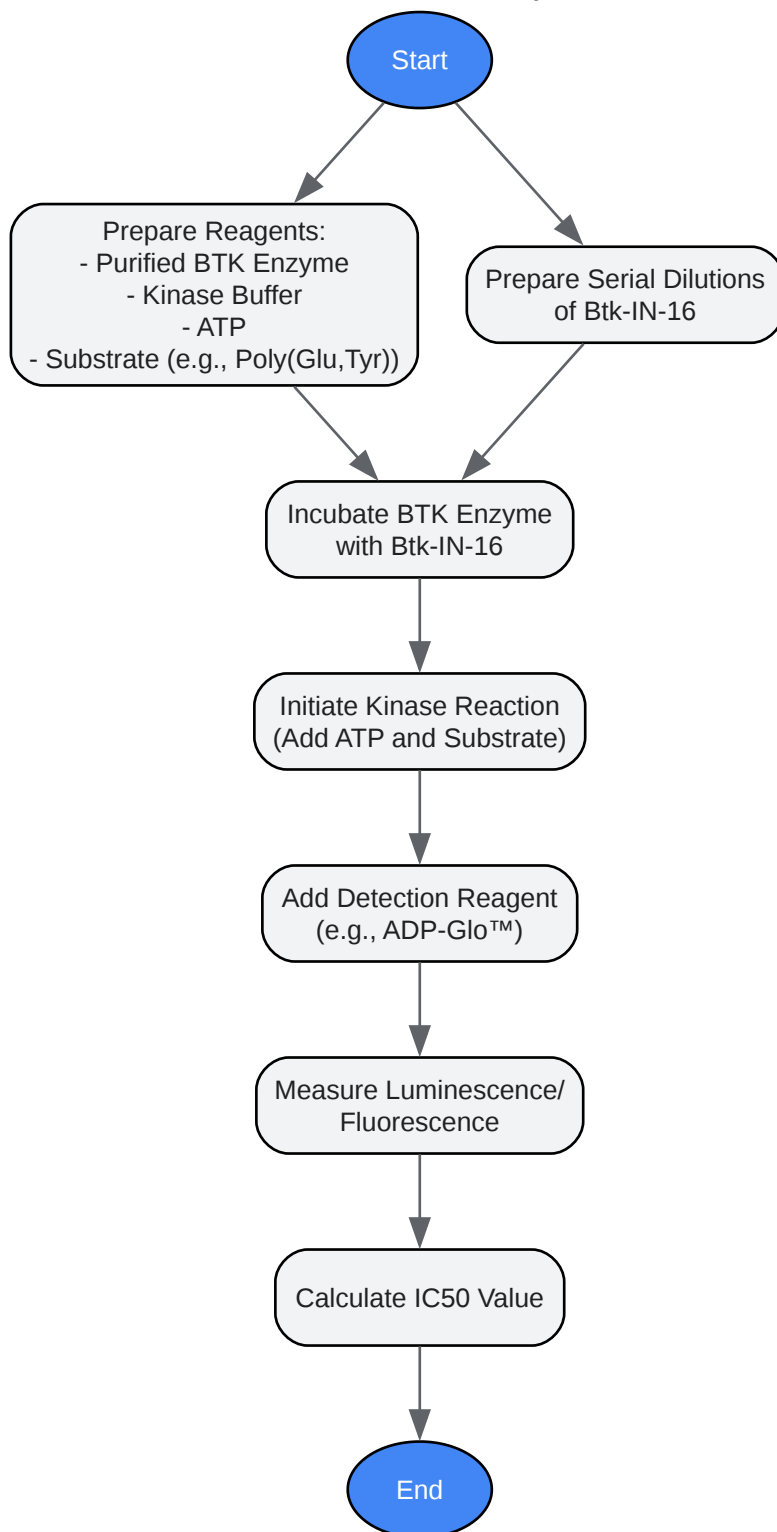 Start
Prepare Reagents:
- Purified BTK Enzyme
- Kinase Buffer
- ATP
- Substrate (e.g., Poly(Glu,Tyr))
Prepare Serial Dilutions
of Btk-IN-16
Incubate BTK Enzyme
with Btk-IN-16
Initiate Kinase Reaction
(Add ATP and Substrate)
Add Detection Reagent
(e.g., ADP-Glo™)
Measure Luminescence/
Fluorescence
Calculate IC50 Value
End